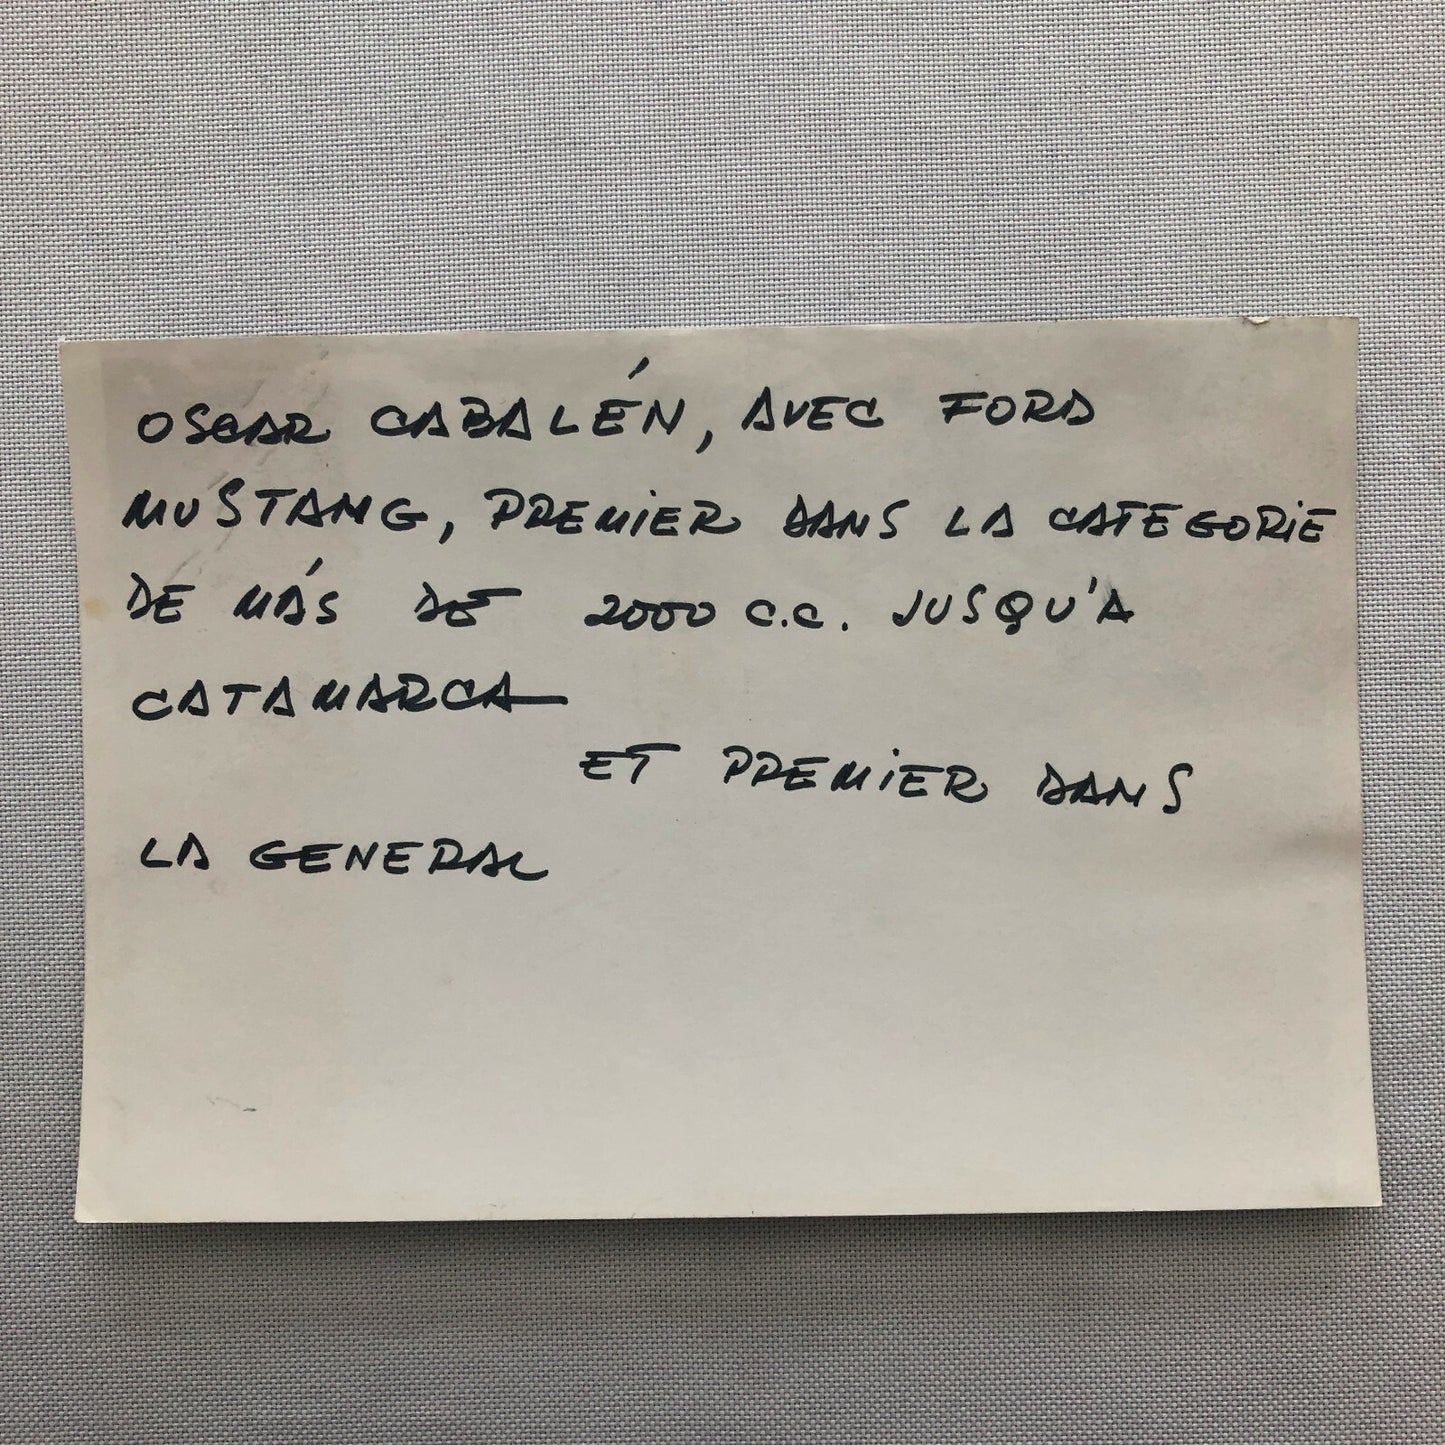 OSCAR CABALÉN, AVEC FORD
MUSTANG, PREMIER DANS LA CATEGORIE
DE MÁS DE 2000 C.C. JUSQU'A
CATAMARCA
ET PREMIER DANS
LA GENERAL